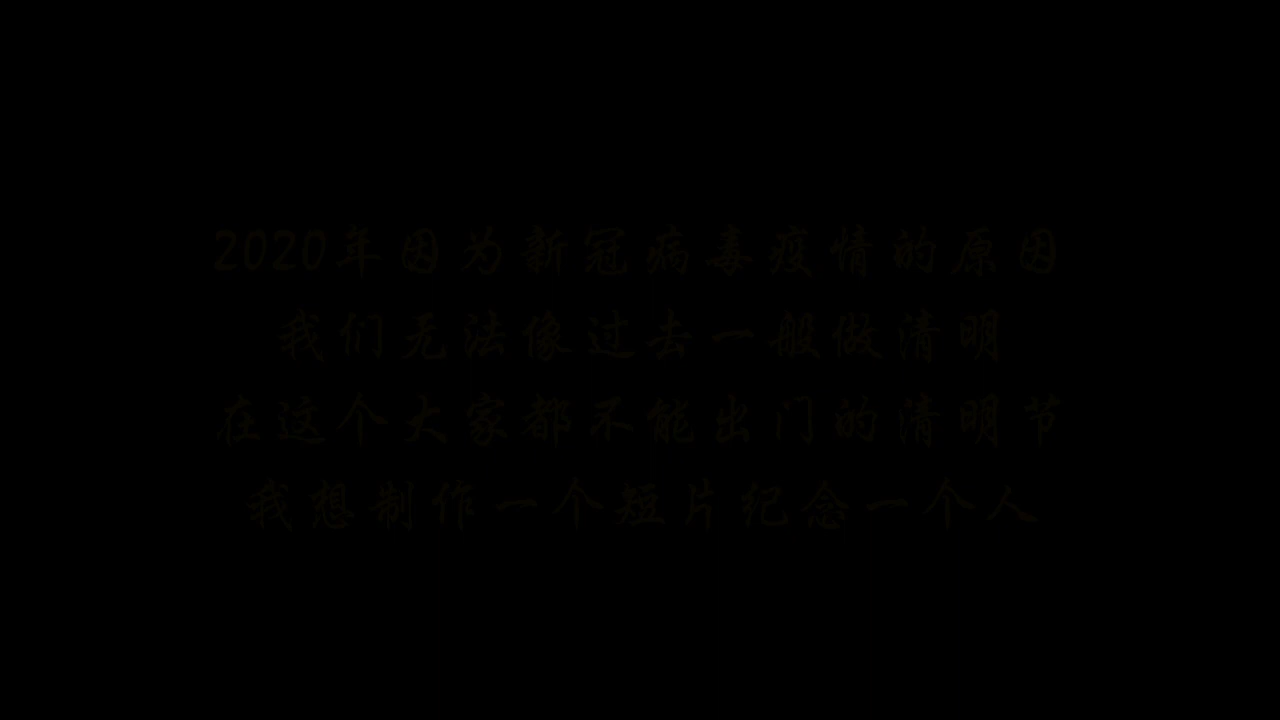 2020年因为新冠病毒疫情的原因
我们无法像过去一般做清明
在这个大家都不能出门的清明节
我想制作一个短片纪念一个人